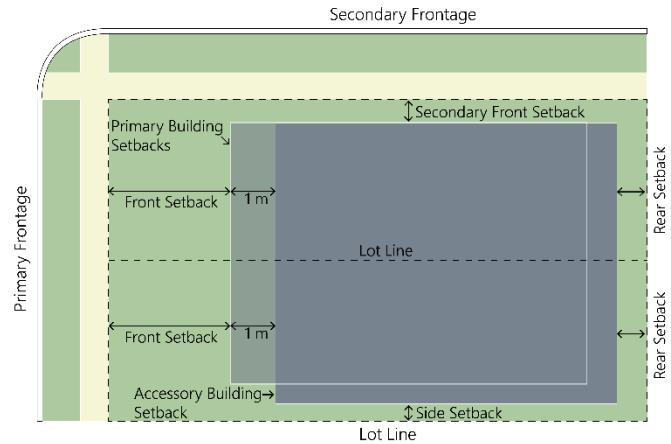 Secondary Frontage
Secondary Front Setback
Primary Building
Setbacks
Front Setback
1 m
Rear Setback
Primary Frontage
Lot Line
Front Setback
1 m
Rear Setback
Accessory Building
Setback
Side Setback
Lot Line